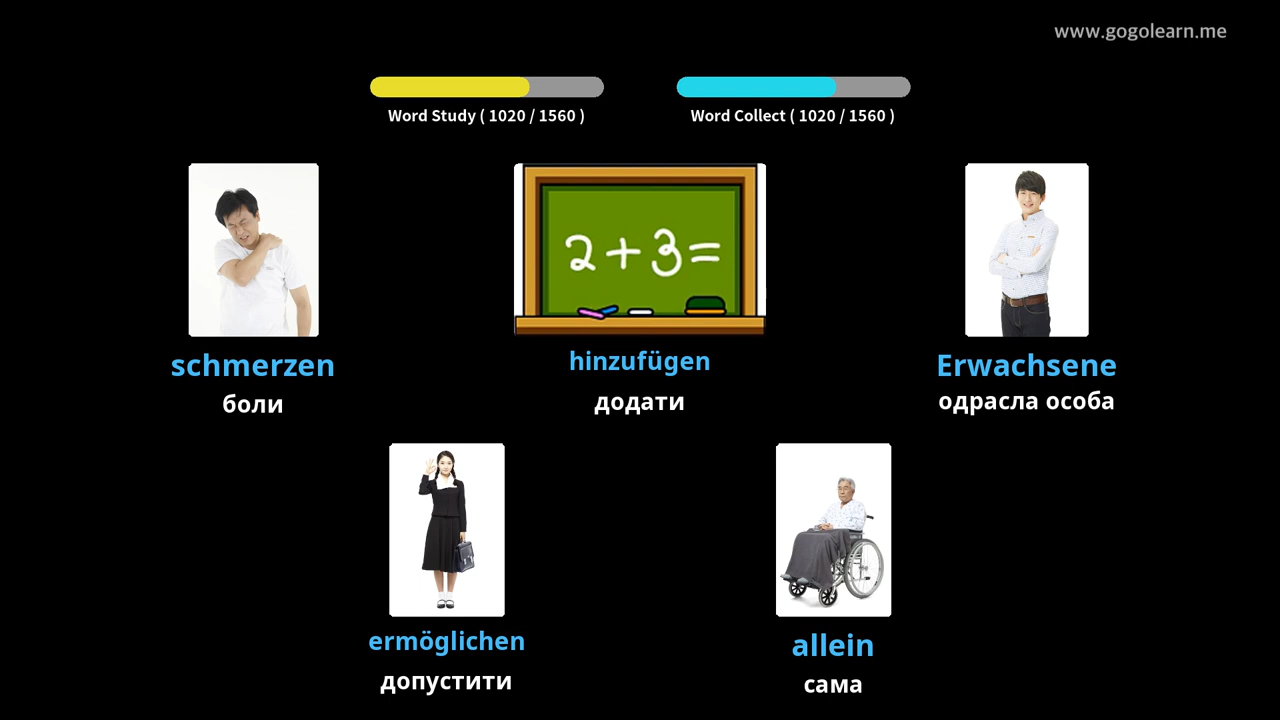 www.gogolearn.me
Word Study ( 1020 / 1560 )
Word Collect ( 1020 / 1560 )
2+3=
schmerzen
боли
hinzufügen
додати
Erwachsene
одрасла особа
ermöglichen
допустити
allein
сама